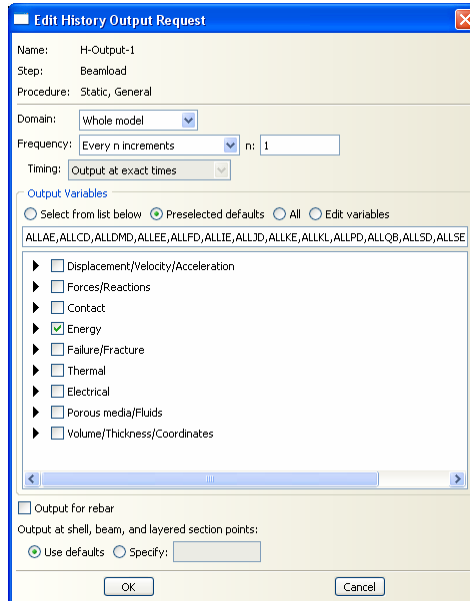 Edit History Output Request
Name: H-Output-1
Step: Beamload
Procedure: Static, General
Domain: Whole model
Frequency: Every n increments n: 1
Timing: Output at exact times
Output Variables
Select from list below Preselected defaults All Edit variables
ALLAE,ALLCD,ALLDMD,ALLEE,ALLFD,ALLIE,ALLJD,ALLKE,ALLKL,ALLPD,ALLQB,ALLSD,ALLSE
Displacement/Velocity/Acceleration
Forces/Reactions
Contact
Energy
Failure/Fracture
Thermal
Electrical
Porous media/Fluids
Volume/Thickness/Coordinates
Output for rebar
Output at shell, beam, and layered section points:
Use defaults Specify:
OK Cancel